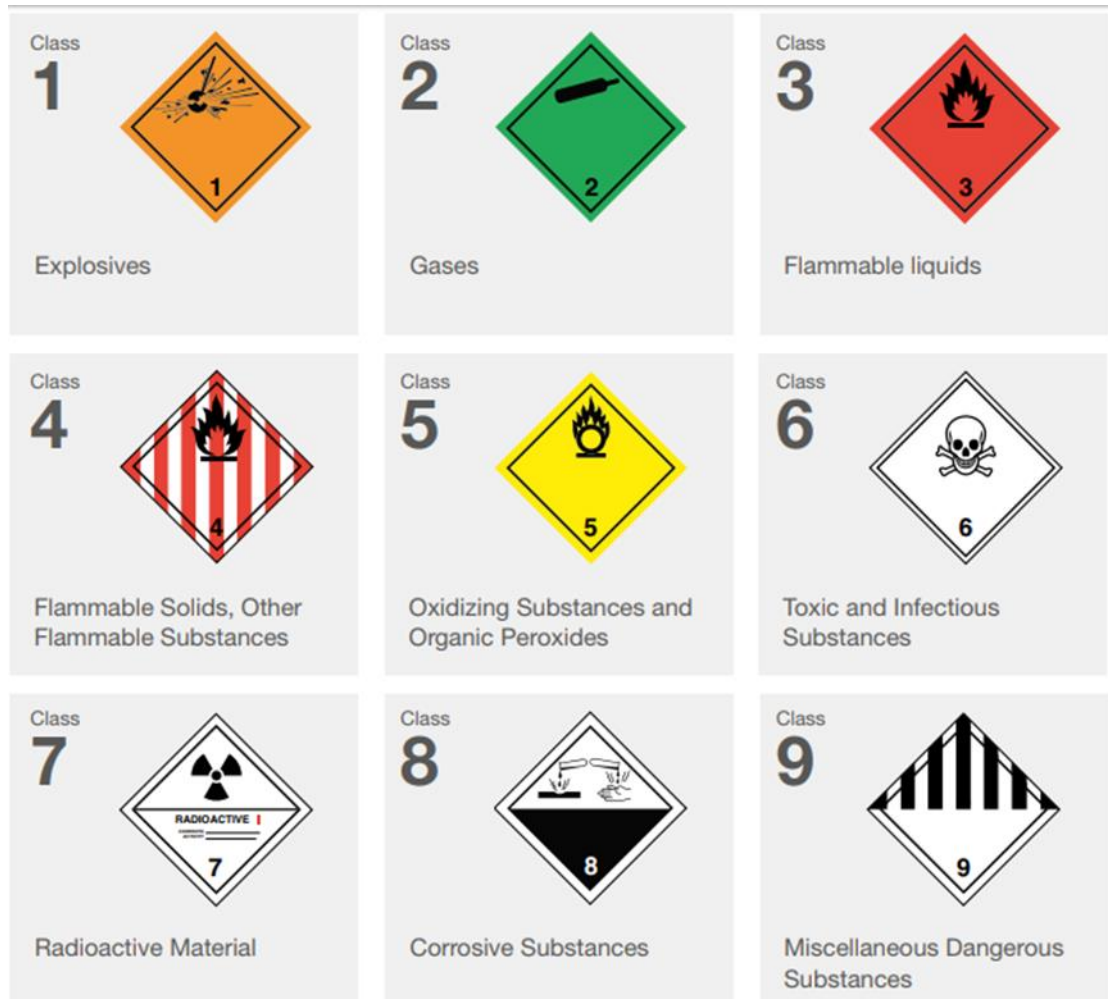 Class
1
1
Explosives
Class
2
2
Gases
Class
3
3
Flammable liquids
Class
4
4
Flammable Solids, Other
Flammable Substances
Class
5
5
Oxidizing Substances and
Organic Peroxides
Class
6
6
Toxic and Infectious
Substances
Class
7
RADIOACTIVE I
7
Radioactive Material
Class
8
8
Corrosive Substances
Class
9
9
Miscellaneous Dangerous
Substances